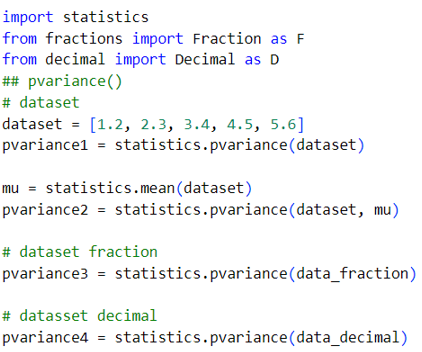 import statistics
from fractions import Fraction as F
from decimal import Decimal as D
## pvariance()
# dataset
dataset = [1.2, 2.3, 3.4, 4.5, 5.6]
pvariance1 = statistics.pvariance(dataset)
mu = statistics.mean(dataset)
pvariance2 = statistics.pvariance(dataset, mu)
# dataset fraction
pvariance3 = statistics.pvariance(data_fraction)
# datasset decimal
pvariance4 = statistics.pvariance(data_decimal)